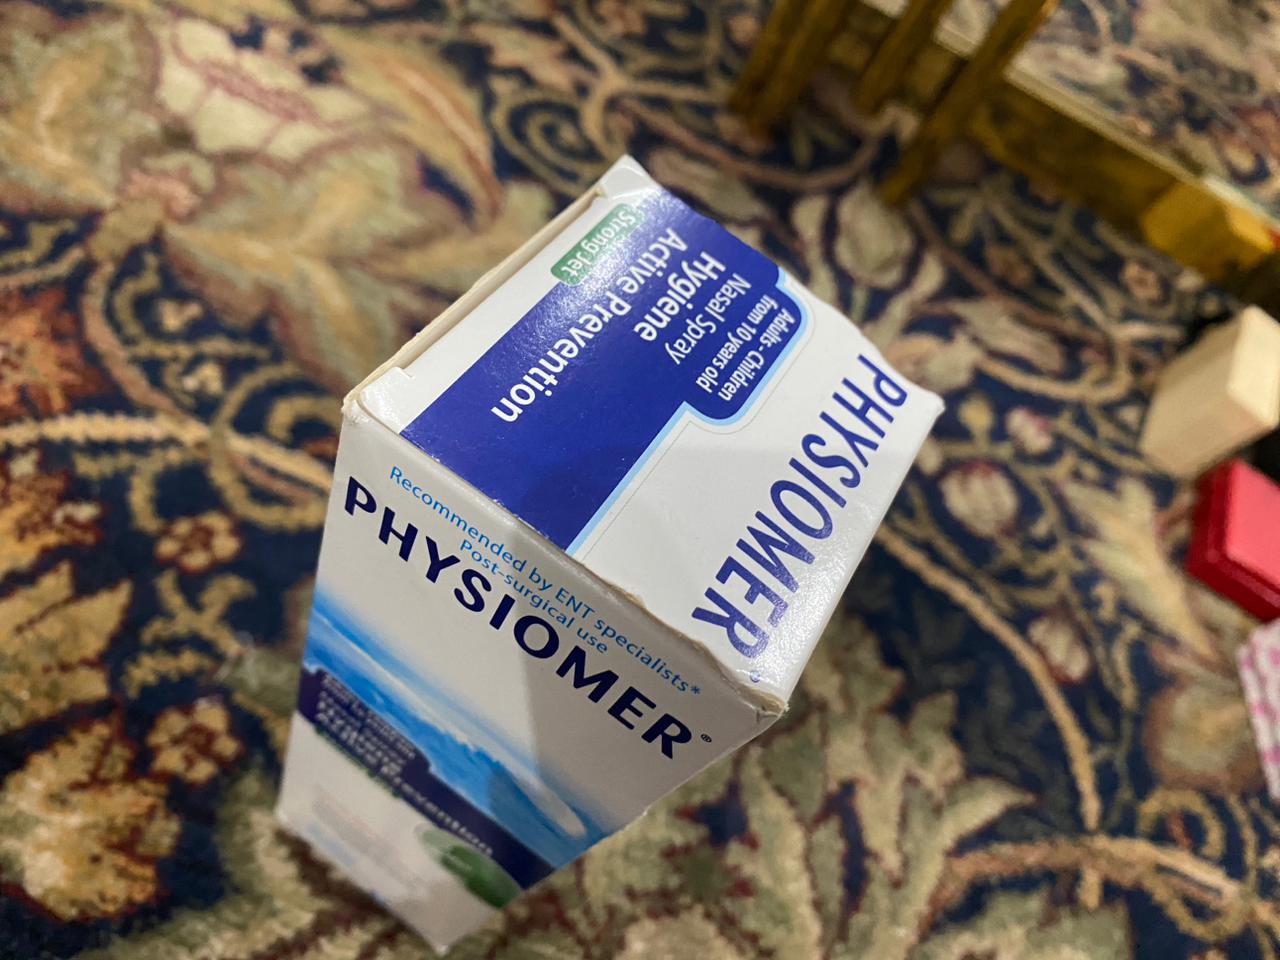 PHYSIOMER®
Adults - Children
from 10 years old
Nasal Spray
Hygiene
Active Prevention
Strong Jet
Recommended by ENT specialists*
Post-surgical use
PHYSIOMER®